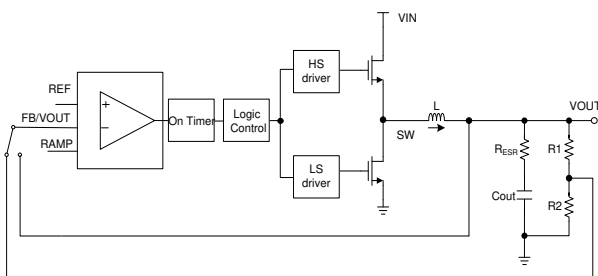 VIN
HS
driver
REF
+
FB/VOUT
−
RAMP
On Timer
Logic
Control
SW
L
VOUT
LS
driver
RESR
R1
Cout
R2